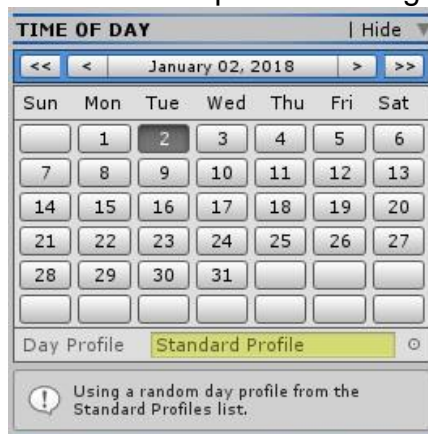 TIME OF DAY | Hide ▼
<< < January 02, 2018 > >>
Sun Mon Tue Wed Thu Fri Sat
1 2 3 4 5 6
7 8 9 10 11 12 13
14 15 16 17 18 19 20
21 22 23 24 25 26 27
28 29 30 31
Day Profile Standard Profile
Using a random day profile from the
Standard Profiles list.